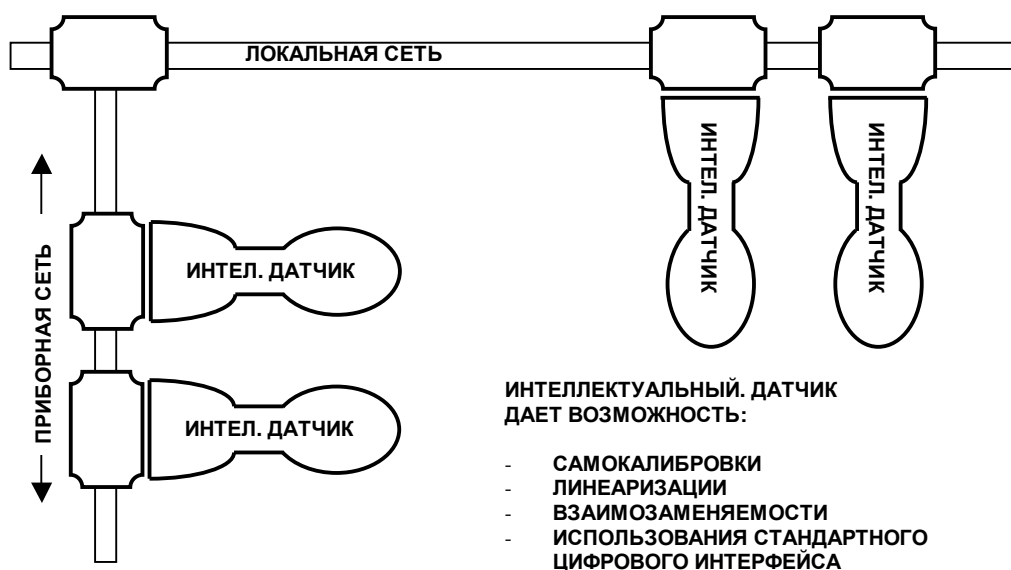 ЛОКАЛЬНАЯ СЕТЬ
ИНТЕЛ. ДАТЧИК
ИНТЕЛ. ДАТЧИК
ПРИБОРНАЯ СЕТЬ
ИНТЕЛ. ДАТЧИК
ИНТЕЛ. ДАТЧИК
ИНТЕЛЛЕКТУАЛЬНЫЙ. ДАТЧИК
ДАЕТ ВОЗМОЖНОСТЬ:
- САМОКАЛИБРОВКИ
- ЛИНЕАРИЗАЦИИ
- ВЗАИМОЗАМЕНЯЕМОСТИ
- ИСПОЛЬЗОВАНИЯ СТАНДАРТНОГО
ЦИФРОВОГО ИНТЕРФЕЙСА